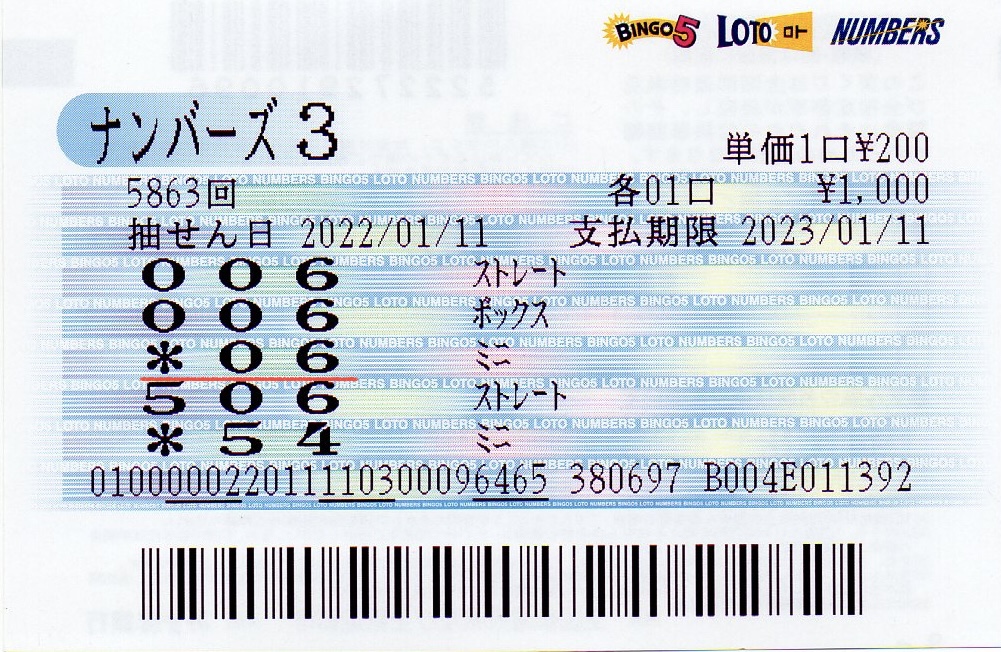 BINGO5 LOTO ロト NUMBERS
ナンバーズ 3
単価1口¥200
5863回 各01口 ¥1,000
抽せん日 2022/01/11 支払期限 2023/01/11
0 0 6 ストレート
0 0 6 ボックス
* 0 6 ミニ
5 0 6 ストレート
* 5 4 ミニ
0100000220111103000966465 380697 B004E011392